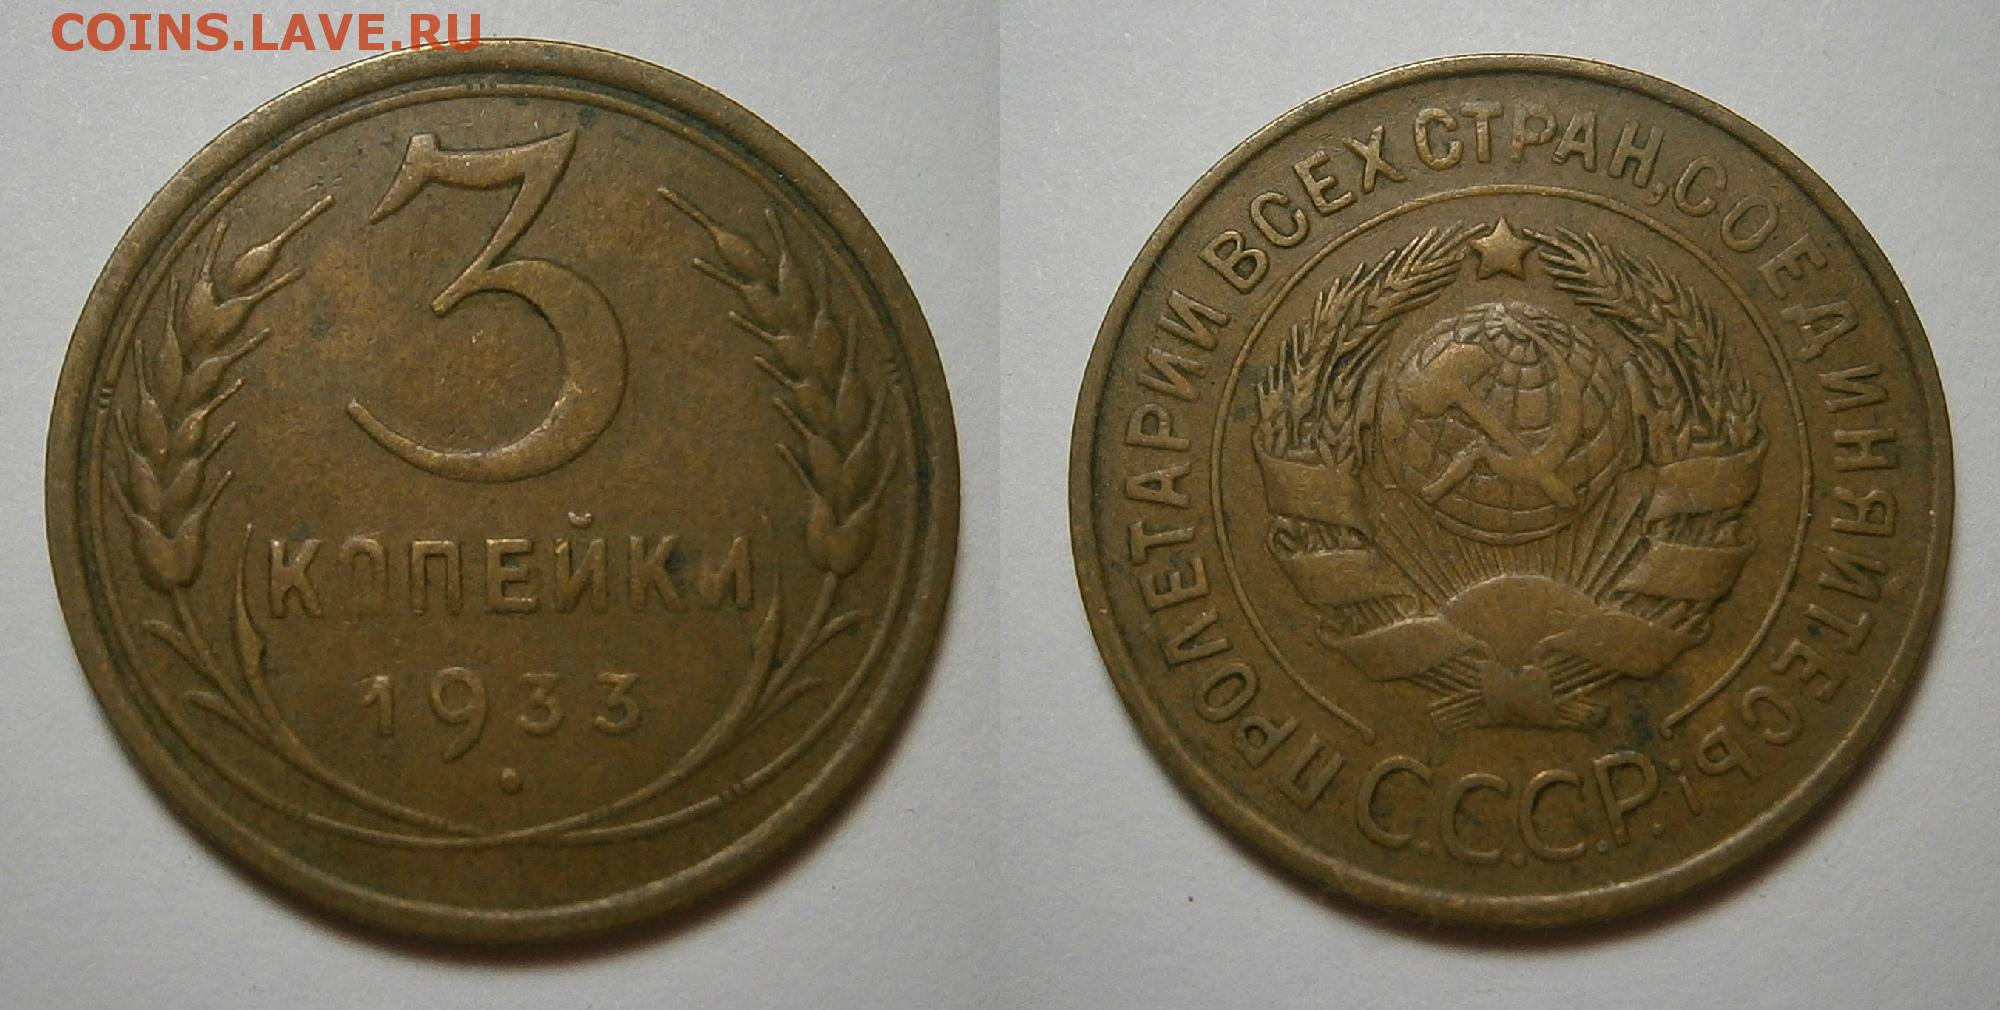 COINS.LAVE.RU
3
КОПЕЙКИ
1933
ПРОЛЕТАРИИ ВСЕХ СТРАН, СОЕДИНЯЙТЕСЬ!
С.С.С.Р.